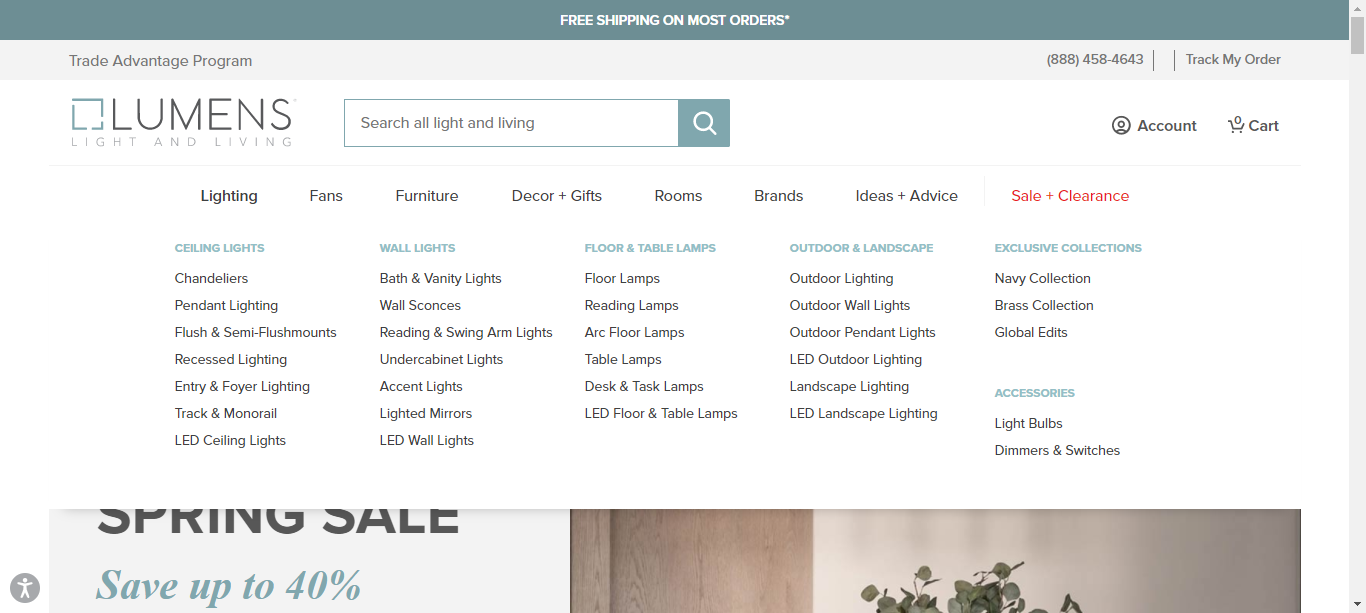 FREE SHIPPING ON MOST ORDERS*
Trade Advantage Program
(888) 458-4643
Track My Order
LUMENS
LIGHT AND LIVING
Search all light and living
Account
0
Cart
Lighting
Fans
Furniture
Decor + Gifts
Rooms
Brands
Ideas + Advice
Sale + Clearance
CEILING LIGHTS
Chandeliers
Pendant Lighting
Flush & Semi-Flushmounts
Recessed Lighting
Entry & Foyer Lighting
Track & Monorail
LED Ceiling Lights
WALL LIGHTS
Bath & Vanity Lights
Wall Sconces
Reading & Swing Arm Lights
Undercabinet Lights
Accent Lights
Lighted Mirrors
LED Wall Lights
FLOOR & TABLE LAMPS
Floor Lamps
Reading Lamps
Arc Floor Lamps
Table Lamps
Desk & Task Lamps
LED Floor & Table Lamps
OUTDOOR & LANDSCAPE
Outdoor Lighting
Outdoor Wall Lights
Outdoor Pendant Lights
LED Outdoor Lighting
Landscape Lighting
LED Landscape Lighting
EXCLUSIVE COLLECTIONS
Navy Collection
Brass Collection
Global Edits
ACCESSORIES
Light Bulbs
Dimmers & Switches
SPRING SALE
Save up to 40%